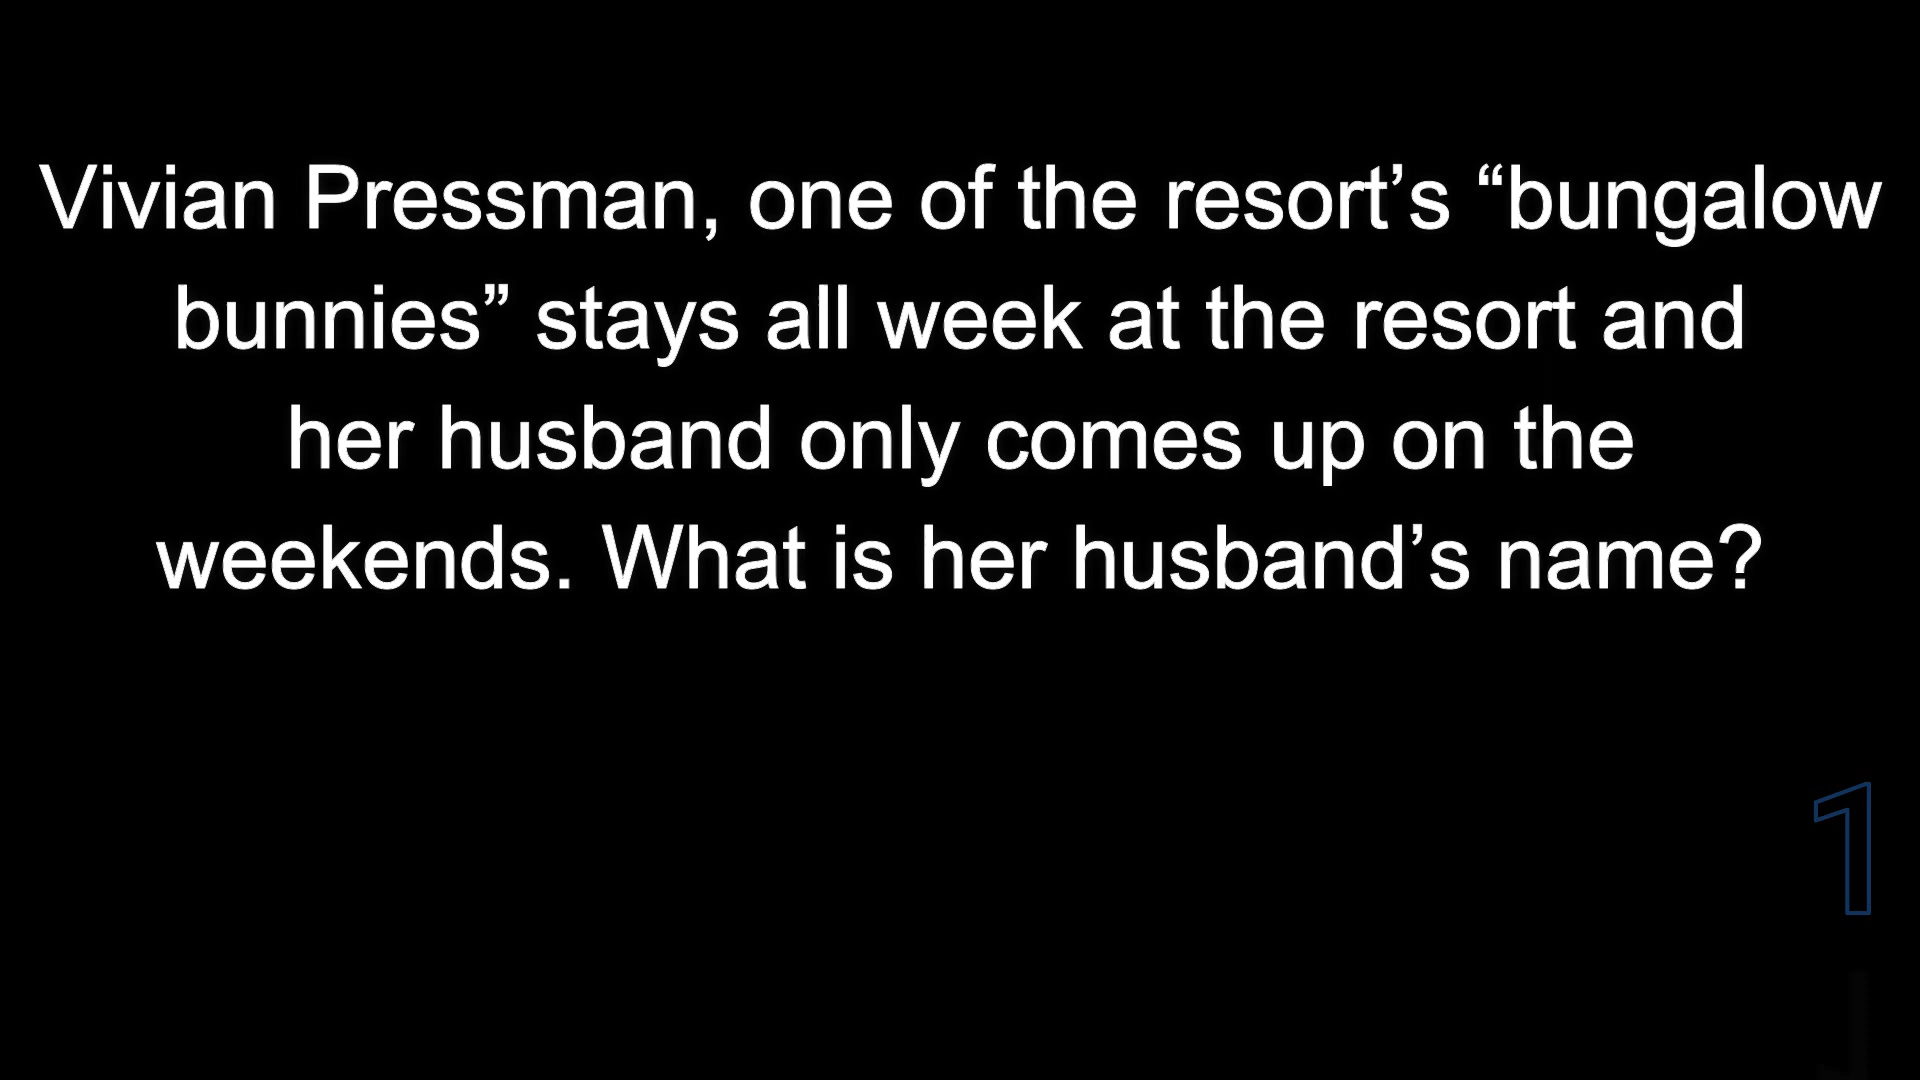 Vivian Pressman, one of the resort’s “bungalow
bunnies” stays all week at the resort and
her husband only comes up on the
weekends. What is her husband’s name?
1